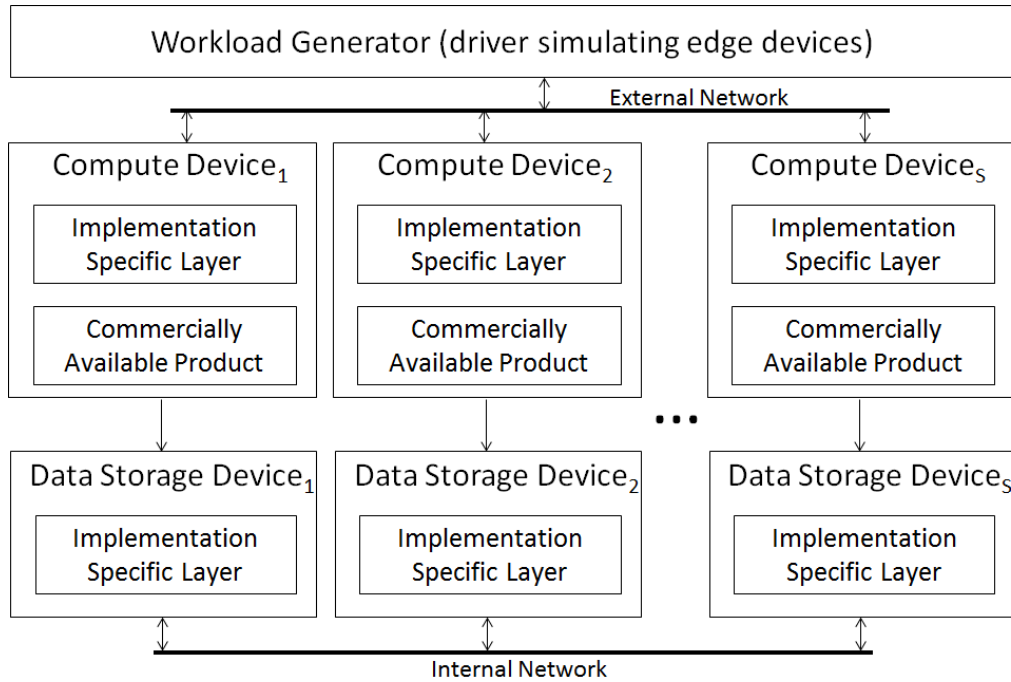 Workload Generator (driver simulating edge devices)
External Network
Compute Device1
Compute Device2
Compute DeviceS
Implementation
Specific Layer
Implementation
Specific Layer
Implementation
Specific Layer
Commercially
Available Product
Commercially
Available Product
Commercially
Available Product
...
Data Storage Device1
Data Storage Device2
Data Storage DeviceS
Implementation
Specific Layer
Implementation
Specific Layer
Implementation
Specific Layer
Internal Network